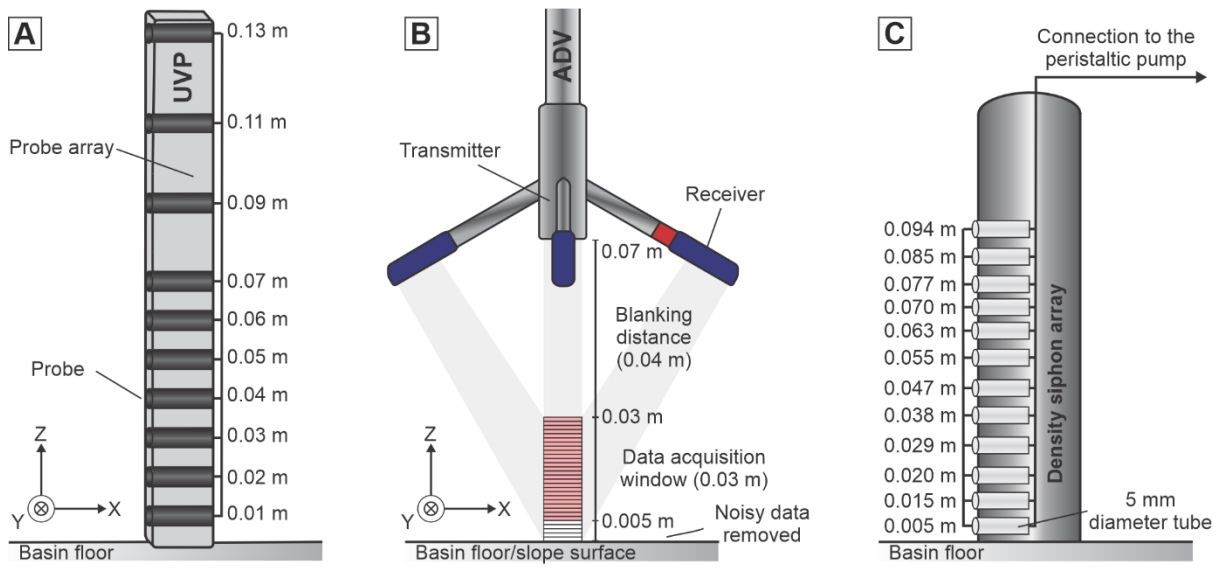 A
UVP
0.13 m
0.11 m
Probe array
0.09 m
0.07 m
0.06 m
0.05 m
Probe
0.04 m
0.03 m
0.02 m
0.01 m
Z
Y
X
Basin floor
B
ADV
Transmitter
Receiver
0.07 m
Blanking
distance
(0.04 m)
0.03 m
Data acquisition
window (0.03 m)
0.005 m
Noisy data
removed
Z
Y
X
Basin floor/slope surface
C
Connection to the
peristaltic pump
0.094 m
0.085 m
0.077 m
0.070 m
0.063 m
0.055 m
0.047 m
0.038 m
0.029 m
0.020 m
0.015 m
0.005 m
Density siphon array
5 mm
diameter tube
Basin floor